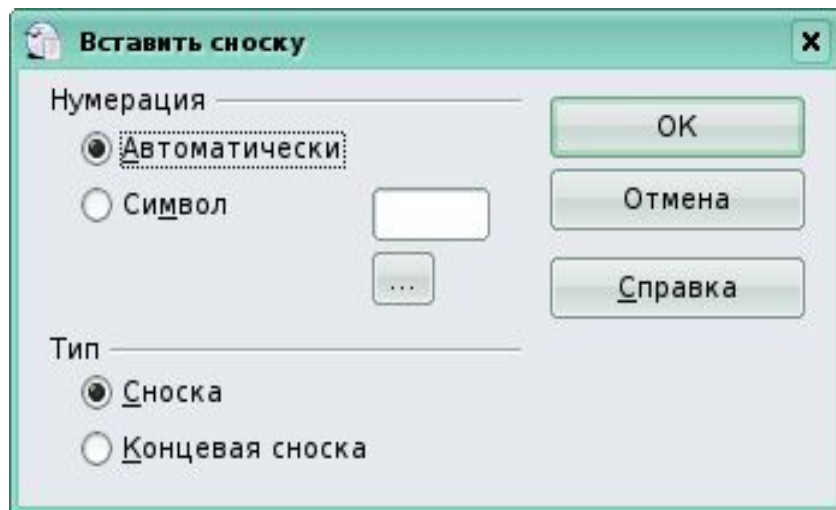 Вставить сноску
Нумерация
Автоматически
Символ
...
Тип
Сноска
Концевая сноска
OK
Отмена
Справка